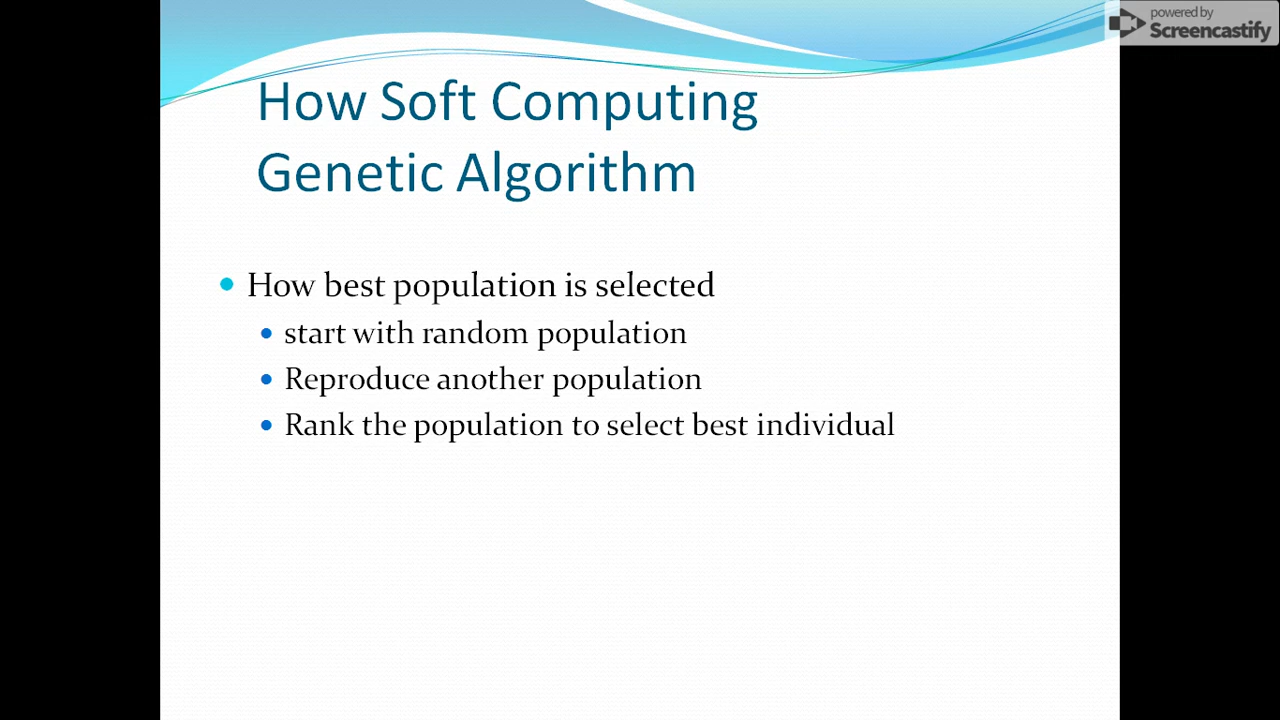 powered by
Screencastify
How Soft Computing
Genetic Algorithm
How best population is selected
start with random population
Reproduce another population
Rank the population to select best individual